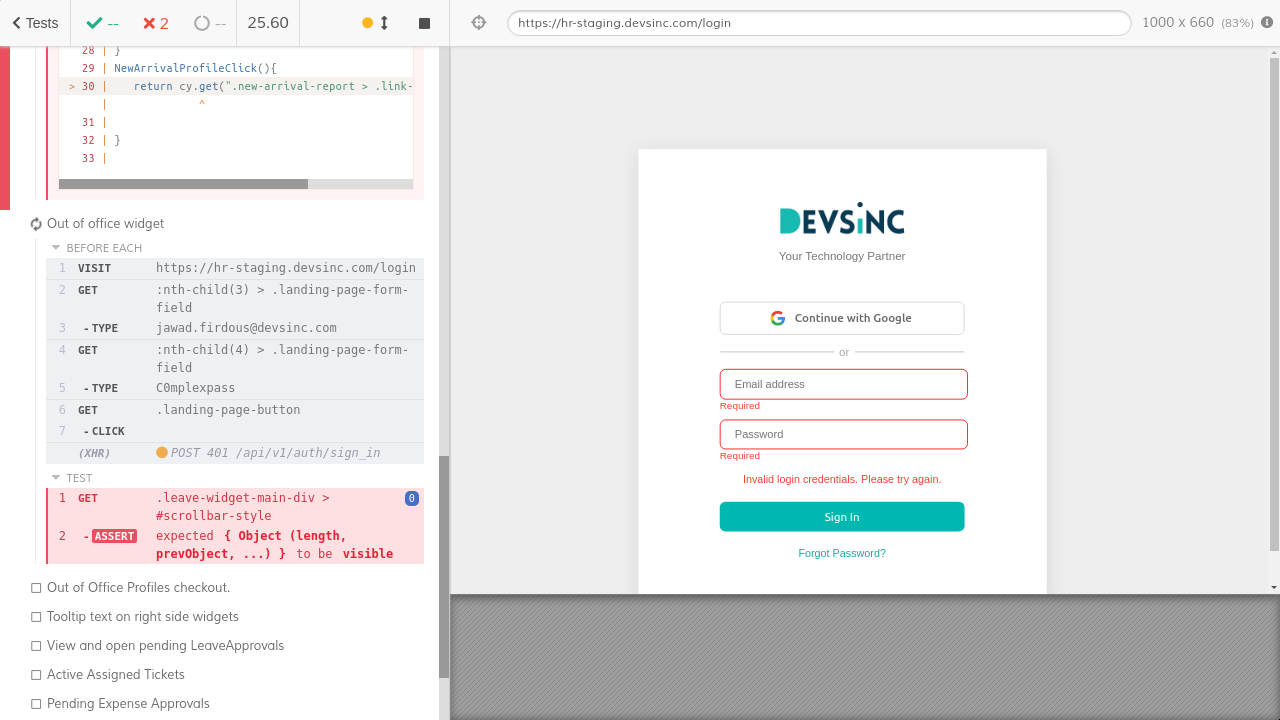 Tests
--
2
--
25.60
https://hr-staging.devsinc.com/login
1000 x 660 (83%)
28 | }
29 | NewArrivalProfileClick(){
> 30 | return cy.get(".new-arrival-report > .link-
| ^
31 |
32 | }
33 |
Out of office widget
BEFORE EACH
1 VISIT https://hr-staging.devsinc.com/login
2 GET :nth-child(3) > .landing-page-form-
field
3 -TYPE jawad.firdous@devsinc.com
4 GET :nth-child(4) > .landing-page-form-
field
5 -TYPE C0mplexpass
6 GET .landing-page-button
7 -CLICK
(XHR) POST 401 /api/v1/auth/sign_in
TEST
1 GET .leave-widget-main-div > 0
#scrollbar-style
2 -ASSERT expected { Object (length,
prevObject, ...) } to be visible
Out of Office Profiles checkout.
Tooltip text on right side widgets
View and open pending LeaveApprovals
Active Assigned Tickets
Pending Expense Approvals
DEVSiNC
Your Technology Partner
Continue with Google
or
Email address
Required
Password
Required
Invalid login credentials. Please try again.
Sign In
Forgot Password?